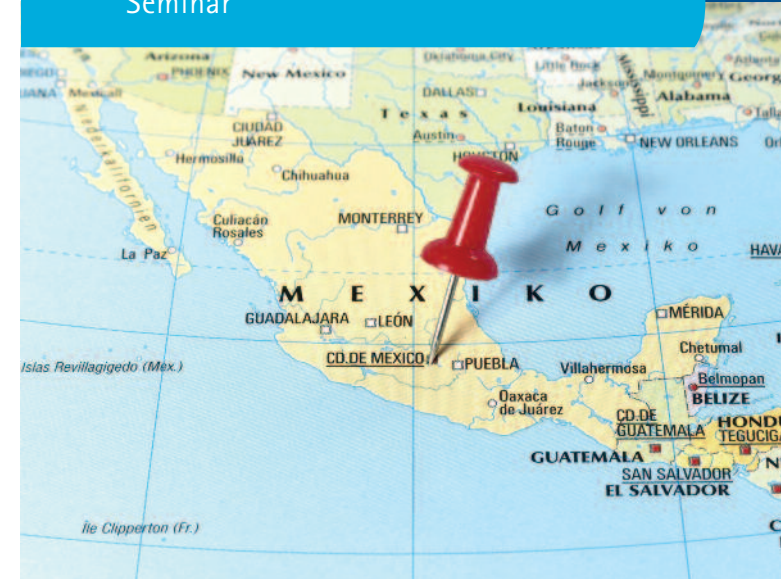 Seminar
Arizona
PHOENIX
New Mexico
Oklahoma City
Little Rock
Atlanta
Mexicali
DALLAS
Jackson
Montgomery
Georg
Mississippi
Alabama
Texas
Louisiana
CIUDAD
JUÁREZ
Austin
Baton
Rouge
NEW ORLEANS
Hermosillo
HOUSTON
Chihuahua
Niederkalifornien
Culiacán
Rosales
MONTERREY
Golf von
Mexiko
La Paz
HAVA
MEXIKO
GUADALAJARA
LEÓN
MÉRIDA
Islas Revillagigedo (Mex.)
CD.DE MEXICO
PUEBLA
Villahermosa
Chetumal
Belmopan
BELIZE
Oaxaca
de Juárez
CD.DE
GUATEMALA
HONDU
TEGUCIGA
GUATEMALA
SAN SALVADOR
EL SALVADOR
Île Clipperton (Fr.)